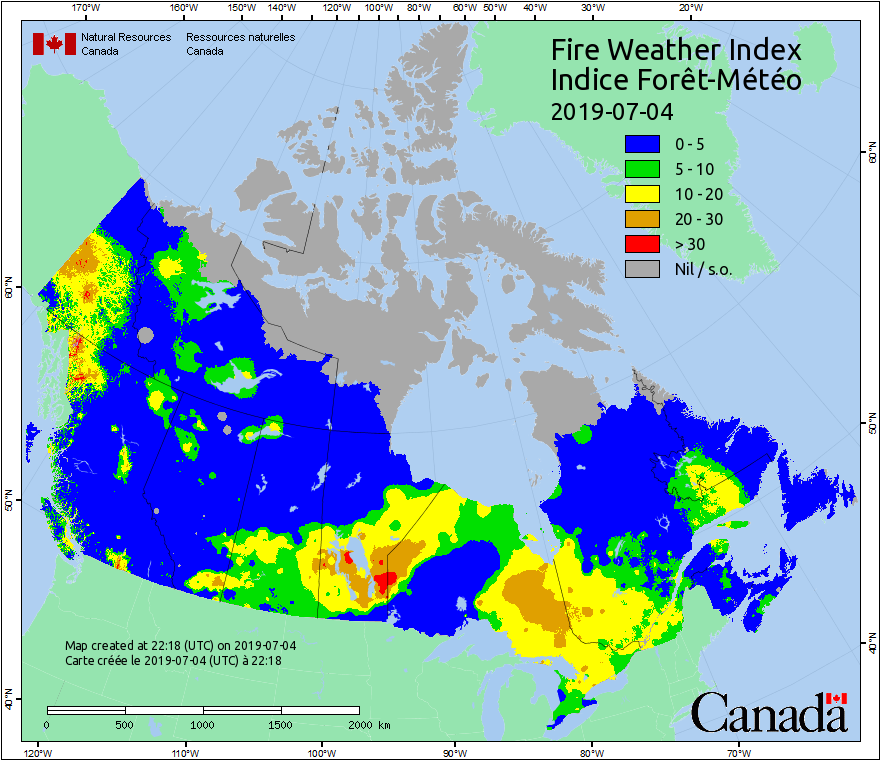 170°W 160°W 150°W 140°W 130°W 120°W 110°W 100°W 90°W 80°W 60°W 50°W 40°W 30°W 20°W
Natural Resources Canada
Ressources naturelles Canada
Fire Weather Index
Indice Forêt-Météo
2019-07-04
0 - 5
5 - 10
10 - 20
20 - 30
> 30
Nil / s.o.
60°N
60°N
50°N
50°N
40°N
40°N
Map created at 22:18 (UTC) on 2019-07-04
Carte créée le 2019-07-04 (UTC) à 22:18
0 500 1000 1500 2000 km
Canada
120°W 110°W 100°W 90°W 80°W 70°W